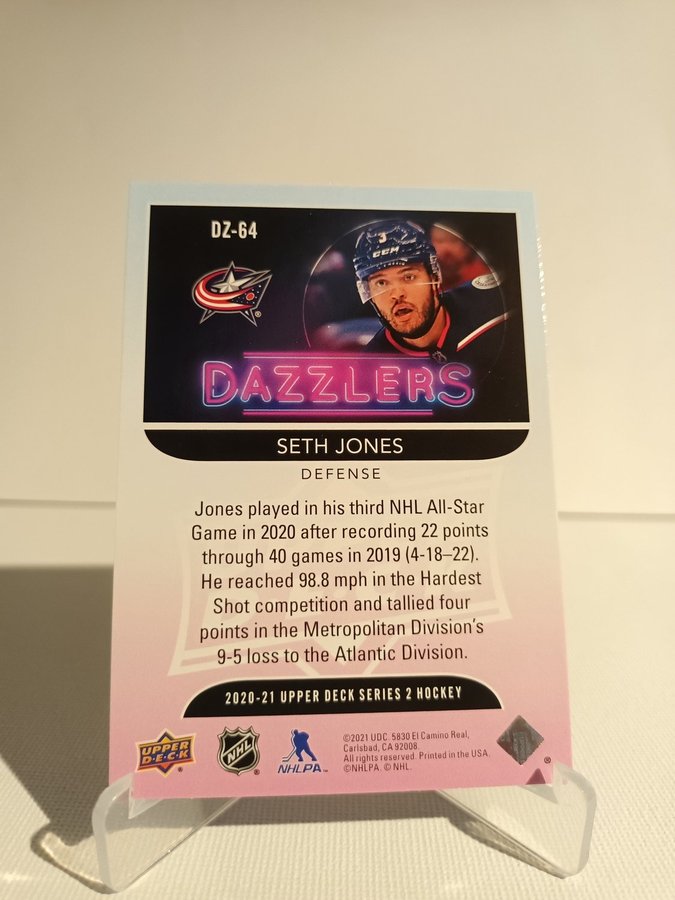 DZ-64
3
CCM
DAZZLERS
SETH JONES
DEFENSE
Jones played in his third NHL All-Star
Game in 2020 after recording 22 points
through 40 games in 2019 (4-18–22).
He reached 98.8 mph in the Hardest
Shot competition and tallied four
points in the Metropolitan Division's
9-5 loss to the Atlantic Division.
2020-21 UPPER DECK SERIES 2 HOCKEY
UPPER DECK ®
NHL ®
NHLPA™
©2021 UDC. 5830 El Camino Real,
Carlsbad, CA 92008.
All rights reserved. Printed in the USA.
©NHLPA. © NHL.
®